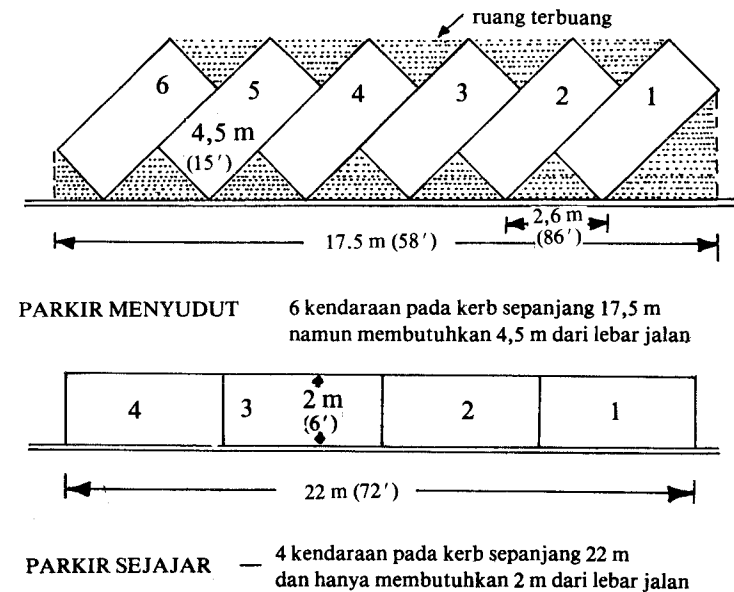 ruang terbuang
6 5 4 3 2 1
4,5 m
(15′)
2,6 m
(86′)
17.5 m (58′)
PARKIR MENYUDUT 6 kendaraan pada kerb sepanjang 17,5 m
namun membutuhkan 4,5 m dari lebar jalan
4 3 2 1
2 m
(6′)
22 m (72′)
PARKIR SEJAJAR — 4 kendaraan pada kerb sepanjang 22 m
dan hanya membutuhkan 2 m dari lebar jalan